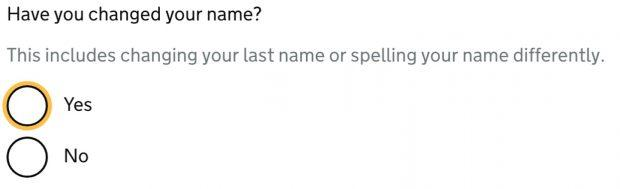 Have you changed your name?
This includes changing your last name or spelling your name differently.
Yes
No